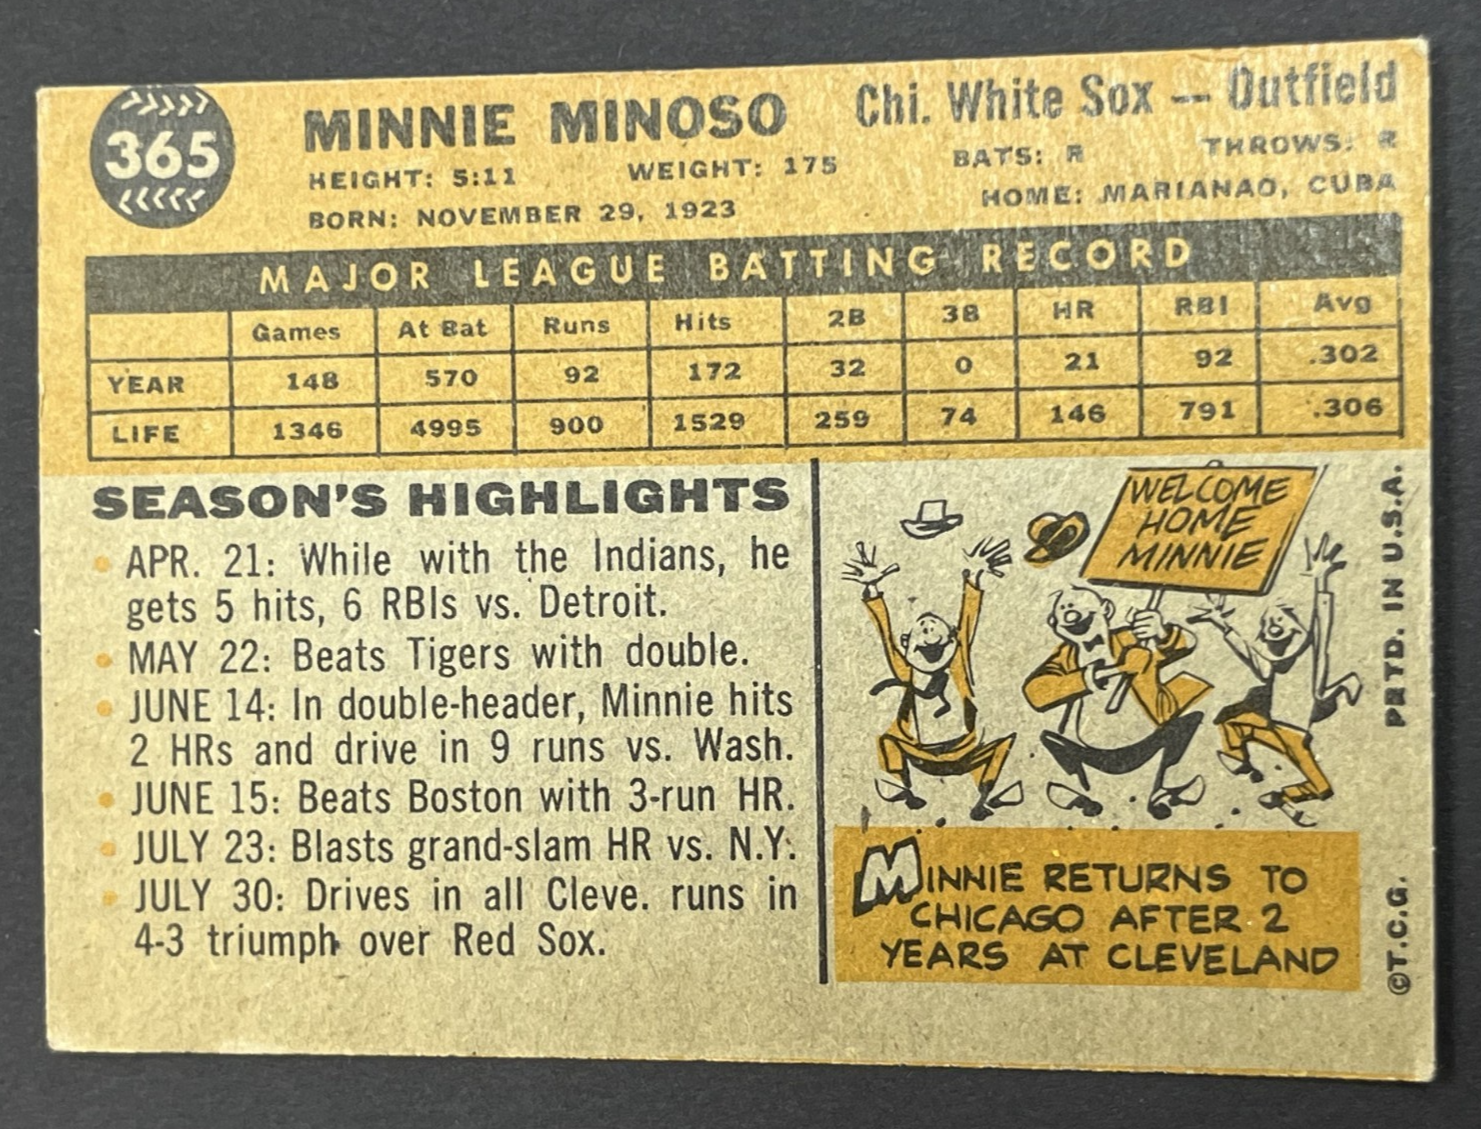 365
MINNIE MINOSO
Chi. White Sox — Outfield
HEIGHT: 5:11 WEIGHT: 175 BATS: R THROWS: R
BORN: NOVEMBER 29, 1923 HOME: MARIANAO, CUBA
MAJOR LEAGUE BATTING RECORD
Games At Bat Runs Hits 2B 3B HR RBI Avg
YEAR 148 570 92 172 32 0 21 92 .302
LIFE 1346 4995 900 1529 259 74 146 791 .306
SEASON'S HIGHLIGHTS
• APR. 21: While with the Indians, he
gets 5 hits, 6 RBIs vs. Detroit.
• MAY 22: Beats Tigers with double.
• JUNE 14: In double-header, Minnie hits
2 HRs and drive in 9 runs vs. Wash.
• JUNE 15: Beats Boston with 3-run HR.
• JULY 23: Blasts grand-slam HR vs. N.Y.
• JULY 30: Drives in all Cleve. runs in
4-3 triumph over Red Sox.
WELCOME
HOME
MINNIE
MINNIE RETURNS TO
CHICAGO AFTER 2
YEARS AT CLEVELAND
PRTD. IN U.S.A.
©T.C.G.